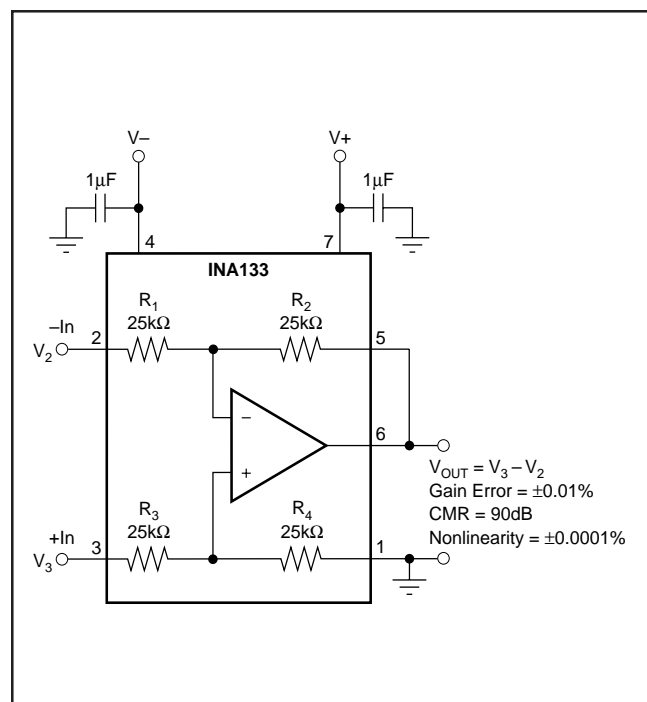 V–
V+
1µF
1µF
4
7
INA133
R1
25kΩ
R2
25kΩ
–In
2
5
V2
–
6
+
VOUT = V3 – V2
Gain Error = ±0.01%
CMR = 90dB
Nonlinearity = ±0.0001%
R3
25kΩ
R4
25kΩ
+In
3
1
V3